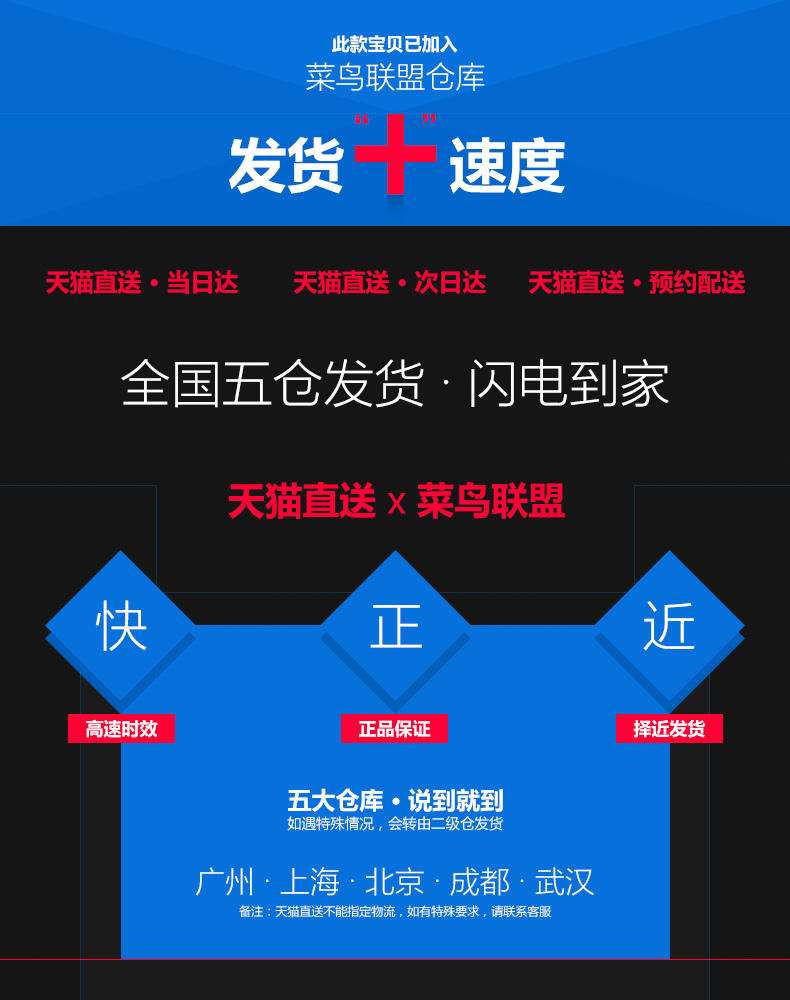 此款宝贝已加入
菜鸟联盟仓库
发货“十”速度
天猫直送·当日达 天猫直送·次日达 天猫直送·预约配送
全国五仓发货·闪电到家
天猫直送 x 菜鸟联盟
快 正 近
高速时效 正品保证 择近发货
五大仓库·说到就到
如遇特殊情况，会转由二级仓发货
广州·上海·北京·成都·武汉
备注：天猫直送不能指定物流，如有特殊要求，请联系客服